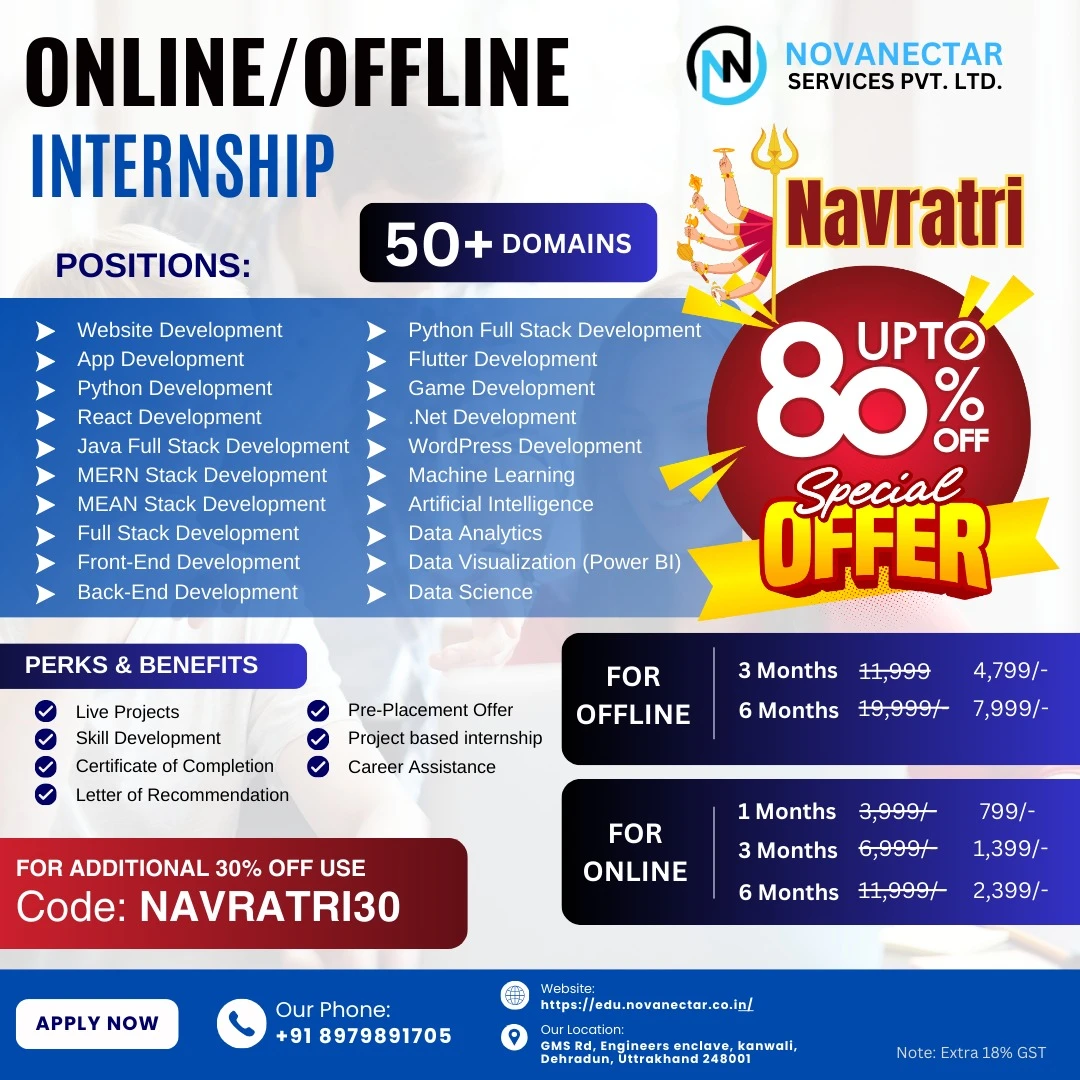 ONLINE/OFFLINE
INTERNSHIP
NOVANECTAR
SERVICES PVT. LTD.
Navratri
50+ DOMAINS
POSITIONS:
Website Development
App Development
Python Development
React Development
Java Full Stack Development
MERN Stack Development
MEAN Stack Development
Full Stack Development
Front-End Development
Back-End Development
Python Full Stack Development
Flutter Development
Game Development
.Net Development
WordPress Development
Machine Learning
Artificial Intelligence
Data Analytics
Data Visualization (Power BI)
Data Science
UPTO
80%
OFF
Special
OFFER
PERKS & BENEFITS
Live Projects
Skill Development
Certificate of Completion
Letter of Recommendation
Pre-Placement Offer
Project based internship
Career Assistance
FOR
OFFLINE
3 Months 11,999 4,799/-
6 Months 19,999/- 7,999/-
FOR
ONLINE
1 Months 3,999/- 799/-
3 Months 6,999/- 1,399/-
6 Months 11,999/- 2,399/-
FOR ADDITIONAL 30% OFF USE
Code: NAVRATRI30
APPLY NOW
Our Phone:
+91 8979891705
Website:
https://edu.novanectar.co.in/
Our Location:
GMS Rd, Engineers enclave, kanwali,
Dehradun, Uttrakhand 248001
Note: Extra 18% GST